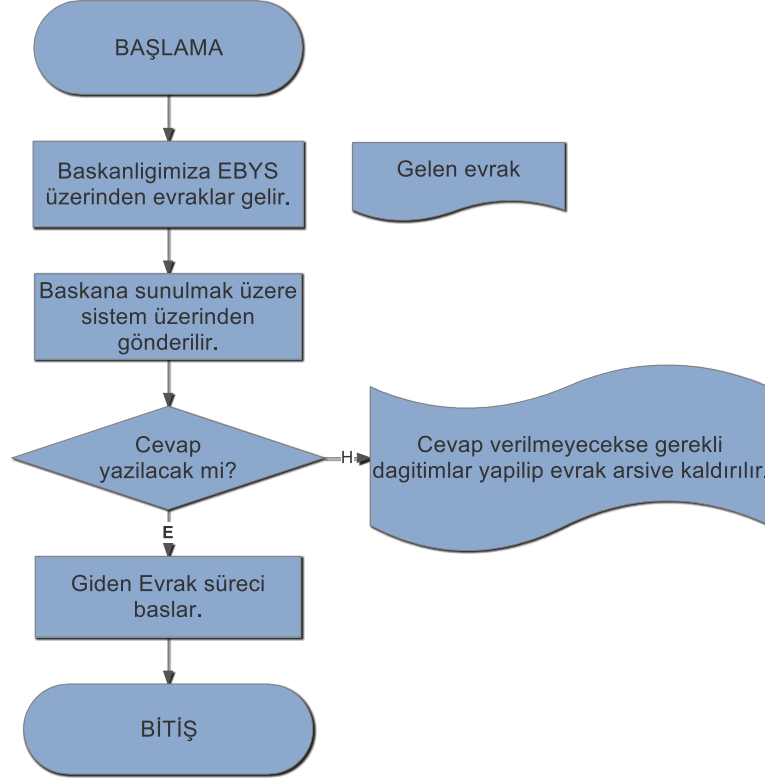 BAŞLAMA
Baskanligimiza EBYS
üzerinden evraklar gelir.
Gelen evrak
Baskana sunulmak üzere
sistem üzerinden
gönderilir.
Cevap
yazilacak mi?
H
Cevap verilmeyecekse gerekli
dagitimlar yapilip evrak arsive kaldırılır.
E
Giden Evrak süreci
baslar.
BİTİŞ